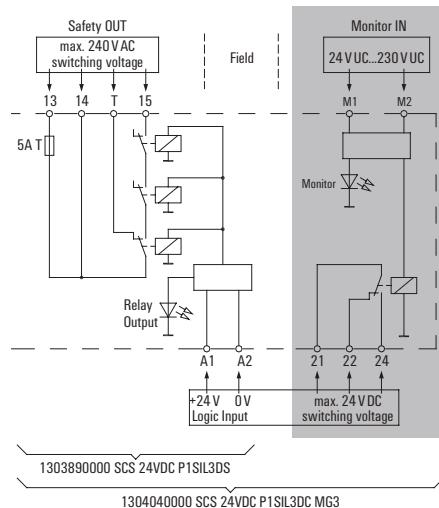 Safety OUT
max. 240 V AC
switching voltage
Field
Monitor IN
24 V UC...230 V UC
13 14 T 15 M1 M2
5A T
Monitor
Relay
Output
A1 A2 21 22 24
+24 V 0 V
Logic Input
max. 24 V DC
switching voltage
1303890000 SCS 24VDC P1SIL3DS
1304040000 SCS 24VDC P1SIL3DC MG3